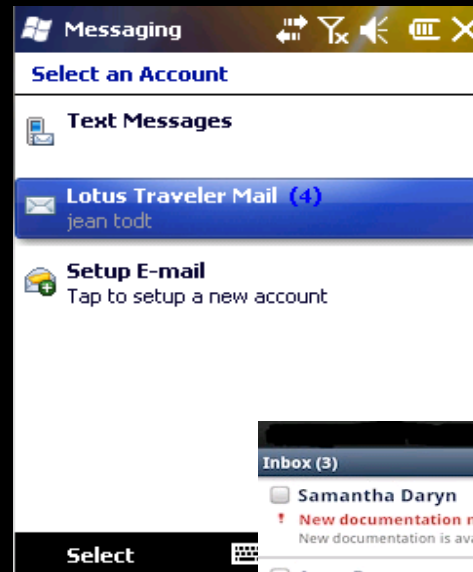 Messaging
Select an Account
Text Messages
Lotus Traveler Mail (4)
jean todt
Setup E-mail
Tap to setup a new account
Inbox (3)
Samantha Daryn
! New documentation
New documentation is
Select